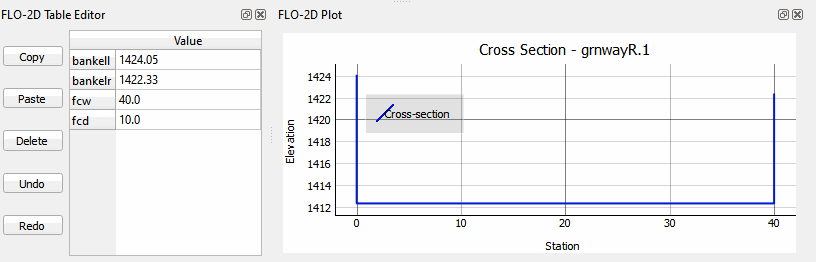 FLO-2D Table Editor
Copy
Paste
Delete
Undo
Redo
Value
bankell 1424.05
bankelr 1422.33
fcw 40.0
fcd 10.0
FLO-2D Plot
Cross Section - grnwayR.1
Elevation
1424
1422
1420
1418
1416
1414
1412
Cross-section
0 10 20 30 40
Station